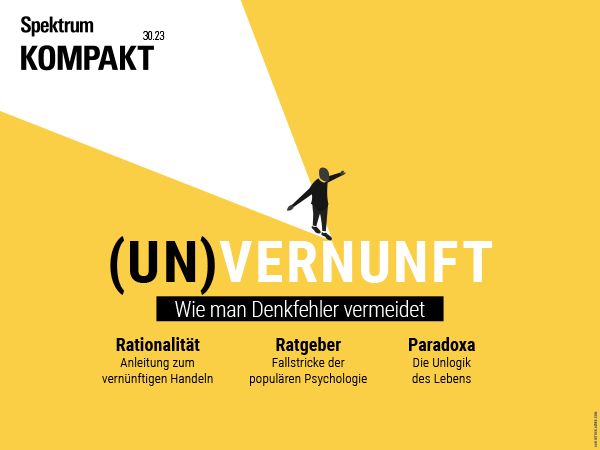 Spektrum
30.23
KOMPAKT
(UN)VERNUNFT
Wie man Denkfehler vermeidet
Rationalität
Anleitung zum
vernünftigen Handeln
Ratgeber
Fallstricke der
populären Psychologie
Paradoxa
Die Unlogik
des Lebens